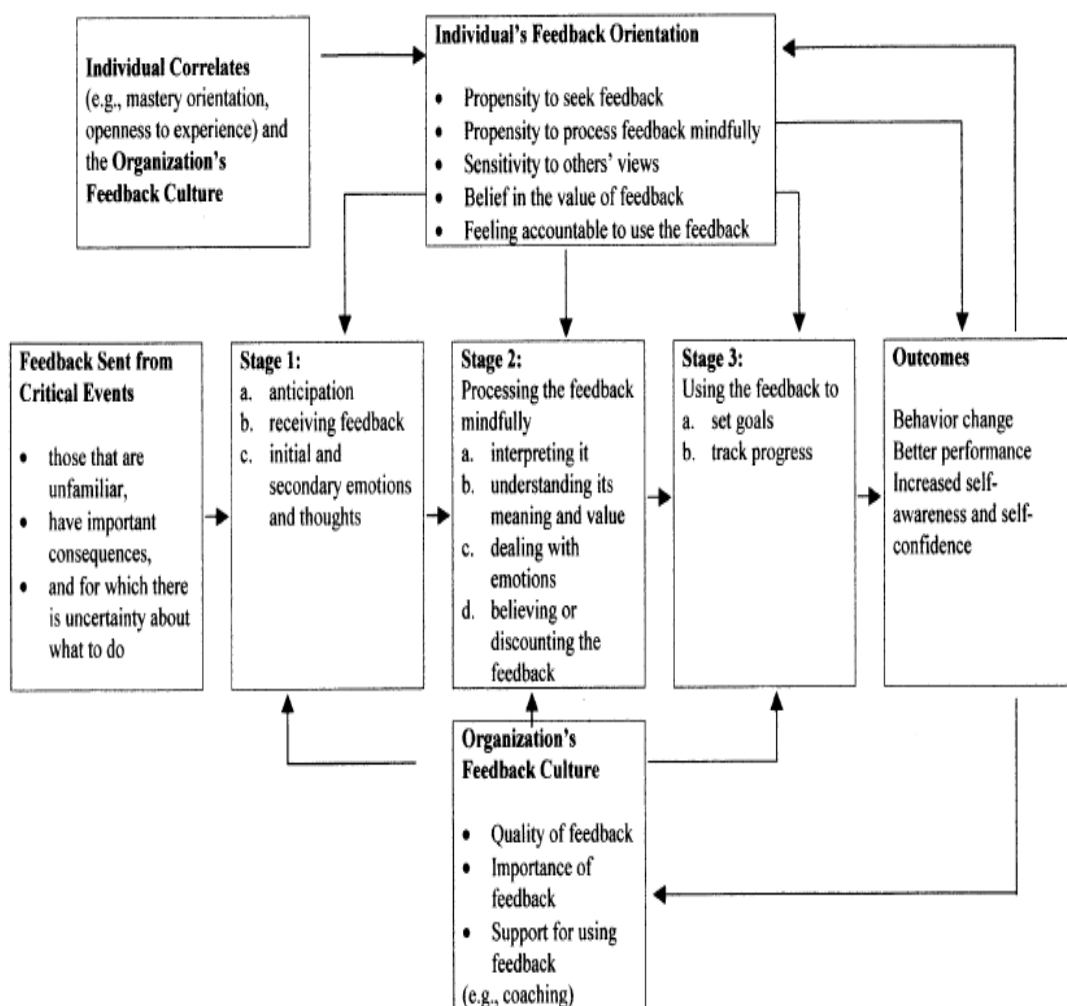 Individual Correlates
(e.g., mastery orientation,
openness to experience) and
the Organization's
Feedback Culture
Individual's Feedback Orientation
• Propensity to seek feedback
• Propensity to process feedback mindfully
• Sensitivity to others' views
• Belief in the value of feedback
• Feeling accountable to use the feedback
Feedback Sent from
Critical Events
• those that are
unfamiliar,
• have important
consequences,
• and for which there
is uncertainty about
what to do
Stage 1:
a. anticipation
b. receiving feedback
c. initial and
secondary emotions
and thoughts
Stage 2:
Processing the feedback
mindfully
a. interpreting it
b. understanding its
meaning and value
c. dealing with
emotions
d. believing or
discounting the
feedback
Stage 3:
Using the feedback to
a. set goals
b. track progress
Outcomes
Behavior change
Better performance
Increased self-
awareness and self-
confidence
Organization's
Feedback Culture
• Quality of feedback
• Importance of
feedback
• Support for using
feedback
(e.g., coaching)